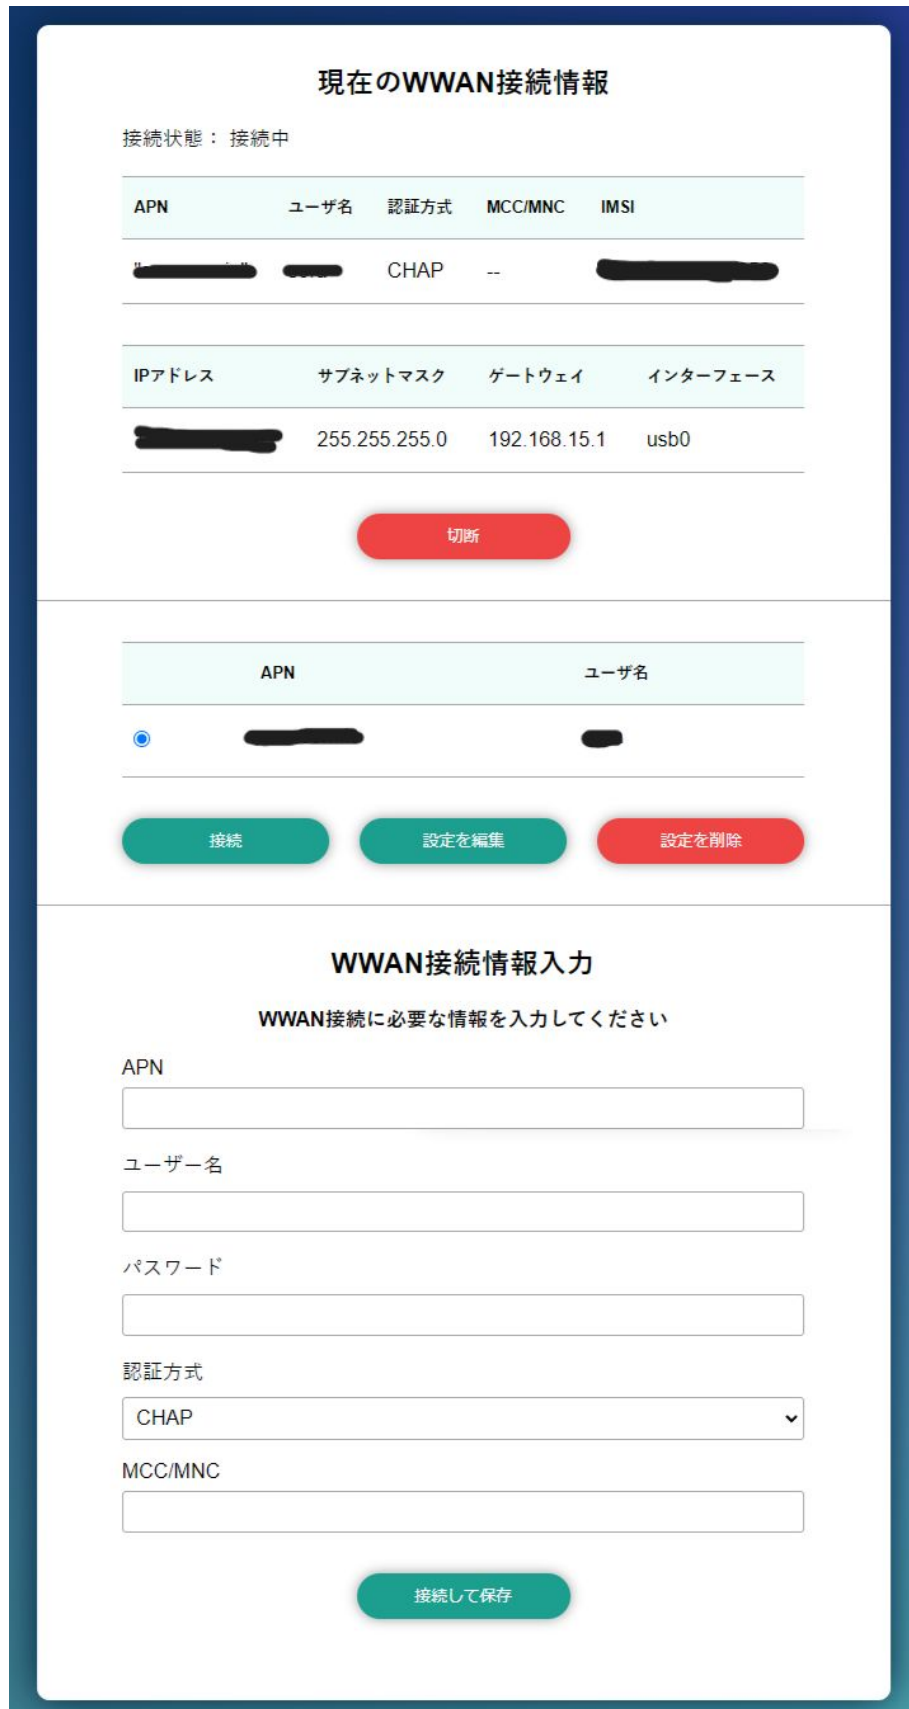 現在のWWAN接続情報
接続状態： 接続中
APN ユーザ名 認証方式 MCC/MNC IMSI
CHAP --
IPアドレス サブネットマスク ゲートウェイ インターフェース
255.255.255.0 192.168.15.1 usb0
切断
APN ユーザ名
接続 設定を編集 設定を削除
WWAN接続情報入力
WWAN接続に必要な情報を入力してください
APN
ユーザー名
パスワード
認証方式
CHAP
MCC/MNC
接続して保存